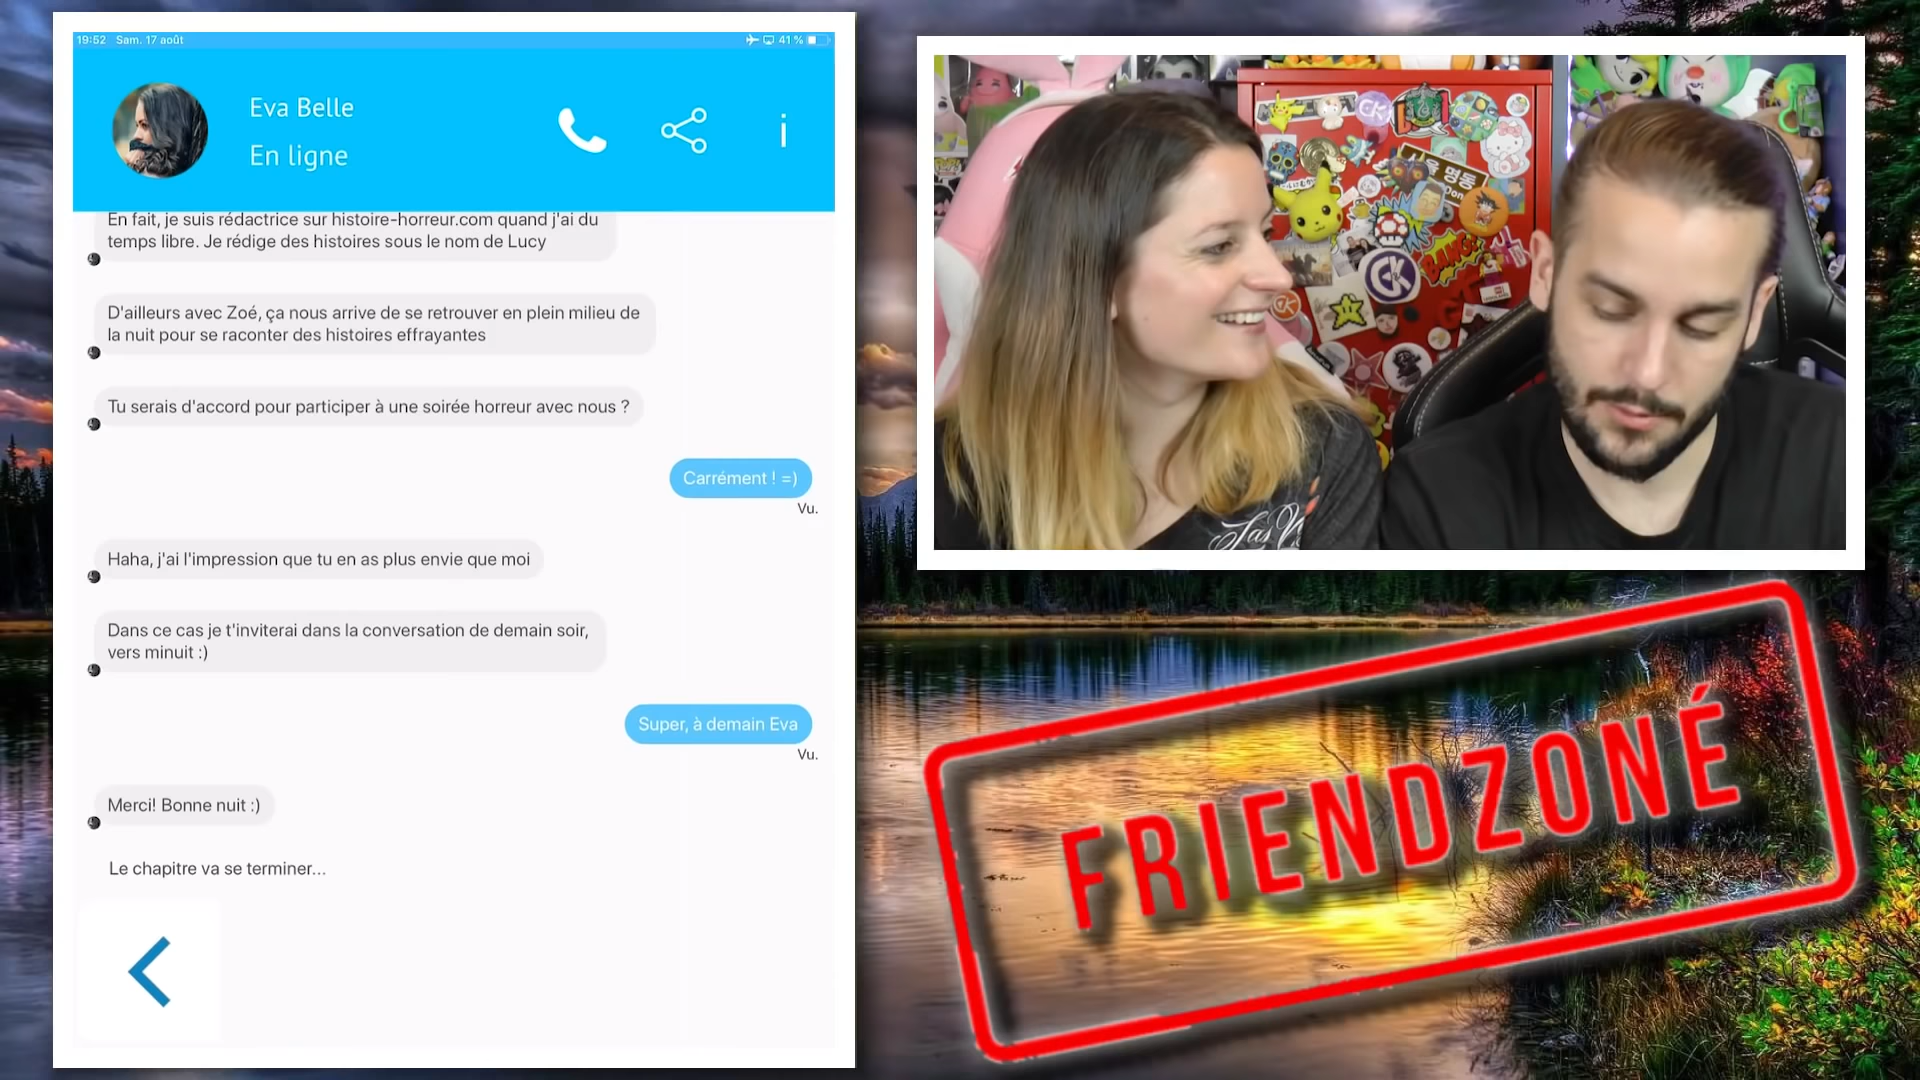 19:52 Sam. 17 août
41 %
Eva Belle
En ligne
En fait, je suis rédactrice sur histoire-horreur.com quand j'ai du
temps libre. Je rédige des histoires sous le nom de Lucy
D'ailleurs avec Zoé, ça nous arrive de se retrouver en plein milieu de
la nuit pour se raconter des histoires effrayantes
Tu serais d'accord pour participer à une soirée horreur avec nous ?
Carrément ! =)
Vu.
Haha, j'ai l'impression que tu en as plus envie que moi
Dans ce cas je t'inviterai dans la conversation de demain soir,
vers minuit :)
Super, à demain Eva
Vu.
Merci! Bonne nuit :)
Le chapitre va se terminer...
CK
BANG!
GK
FRIENDZONÉ